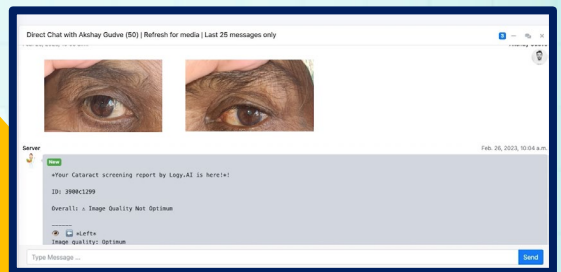 Direct Chat with Akshay Gudve (50) | Refresh for media | Last 25 messages only
Server
Feb. 26, 2023, 10:04 a.m.
New
*Your Cataract screening report by Logy.AI is here!*!
ID: 3900c1299
Overall: ⚠ Image Quality Not Optimum
*Left*
Image quality: Optimum
Type Message ...
Send